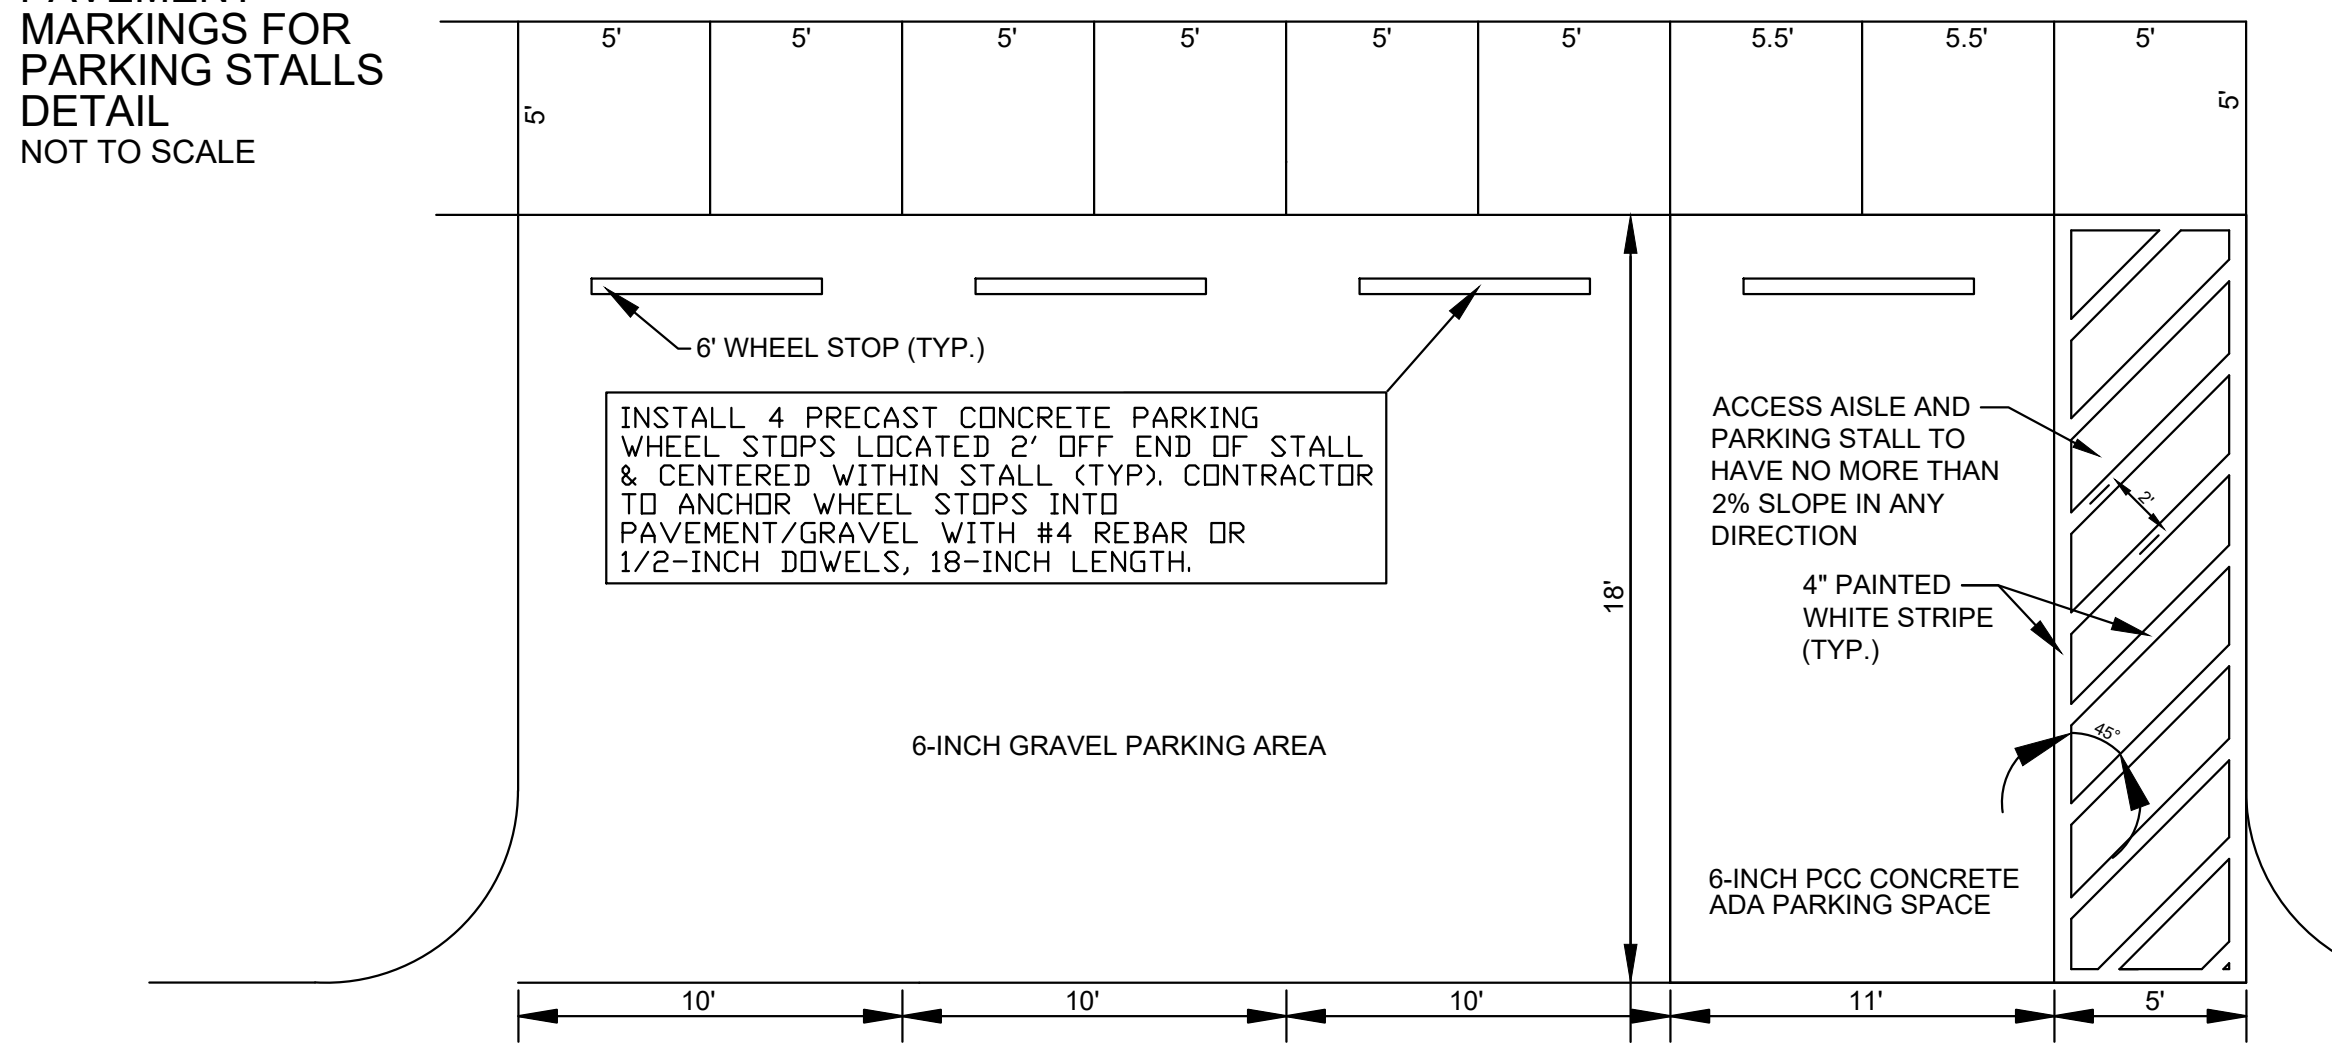 MARKINGS FOR
PARKING STALLS
DETAIL
NOT TO SCALE
5' 5' 5' 5' 5' 5' 5.5' 5.5' 5'
5' 5'
6' WHEEL STOP (TYP.)
INSTALL 4 PRECAST CONCRETE PARKING
WHEEL STOPS LOCATED 2' OFF END OF STALL
& CENTERED WITHIN STALL (TYP). CONTRACTOR
TO ANCHOR WHEEL STOPS INTO
PAVEMENT/GRAVEL WITH #4 REBAR OR
1/2-INCH DOWELS, 18-INCH LENGTH.
18'
ACCESS AISLE AND
PARKING STALL TO
HAVE NO MORE THAN
2% SLOPE IN ANY
DIRECTION
2'
4" PAINTED
WHITE STRIPE
(TYP.)
45°
6-INCH GRAVEL PARKING AREA
6-INCH PCC CONCRETE
ADA PARKING SPACE
10' 10' 10' 11' 5'